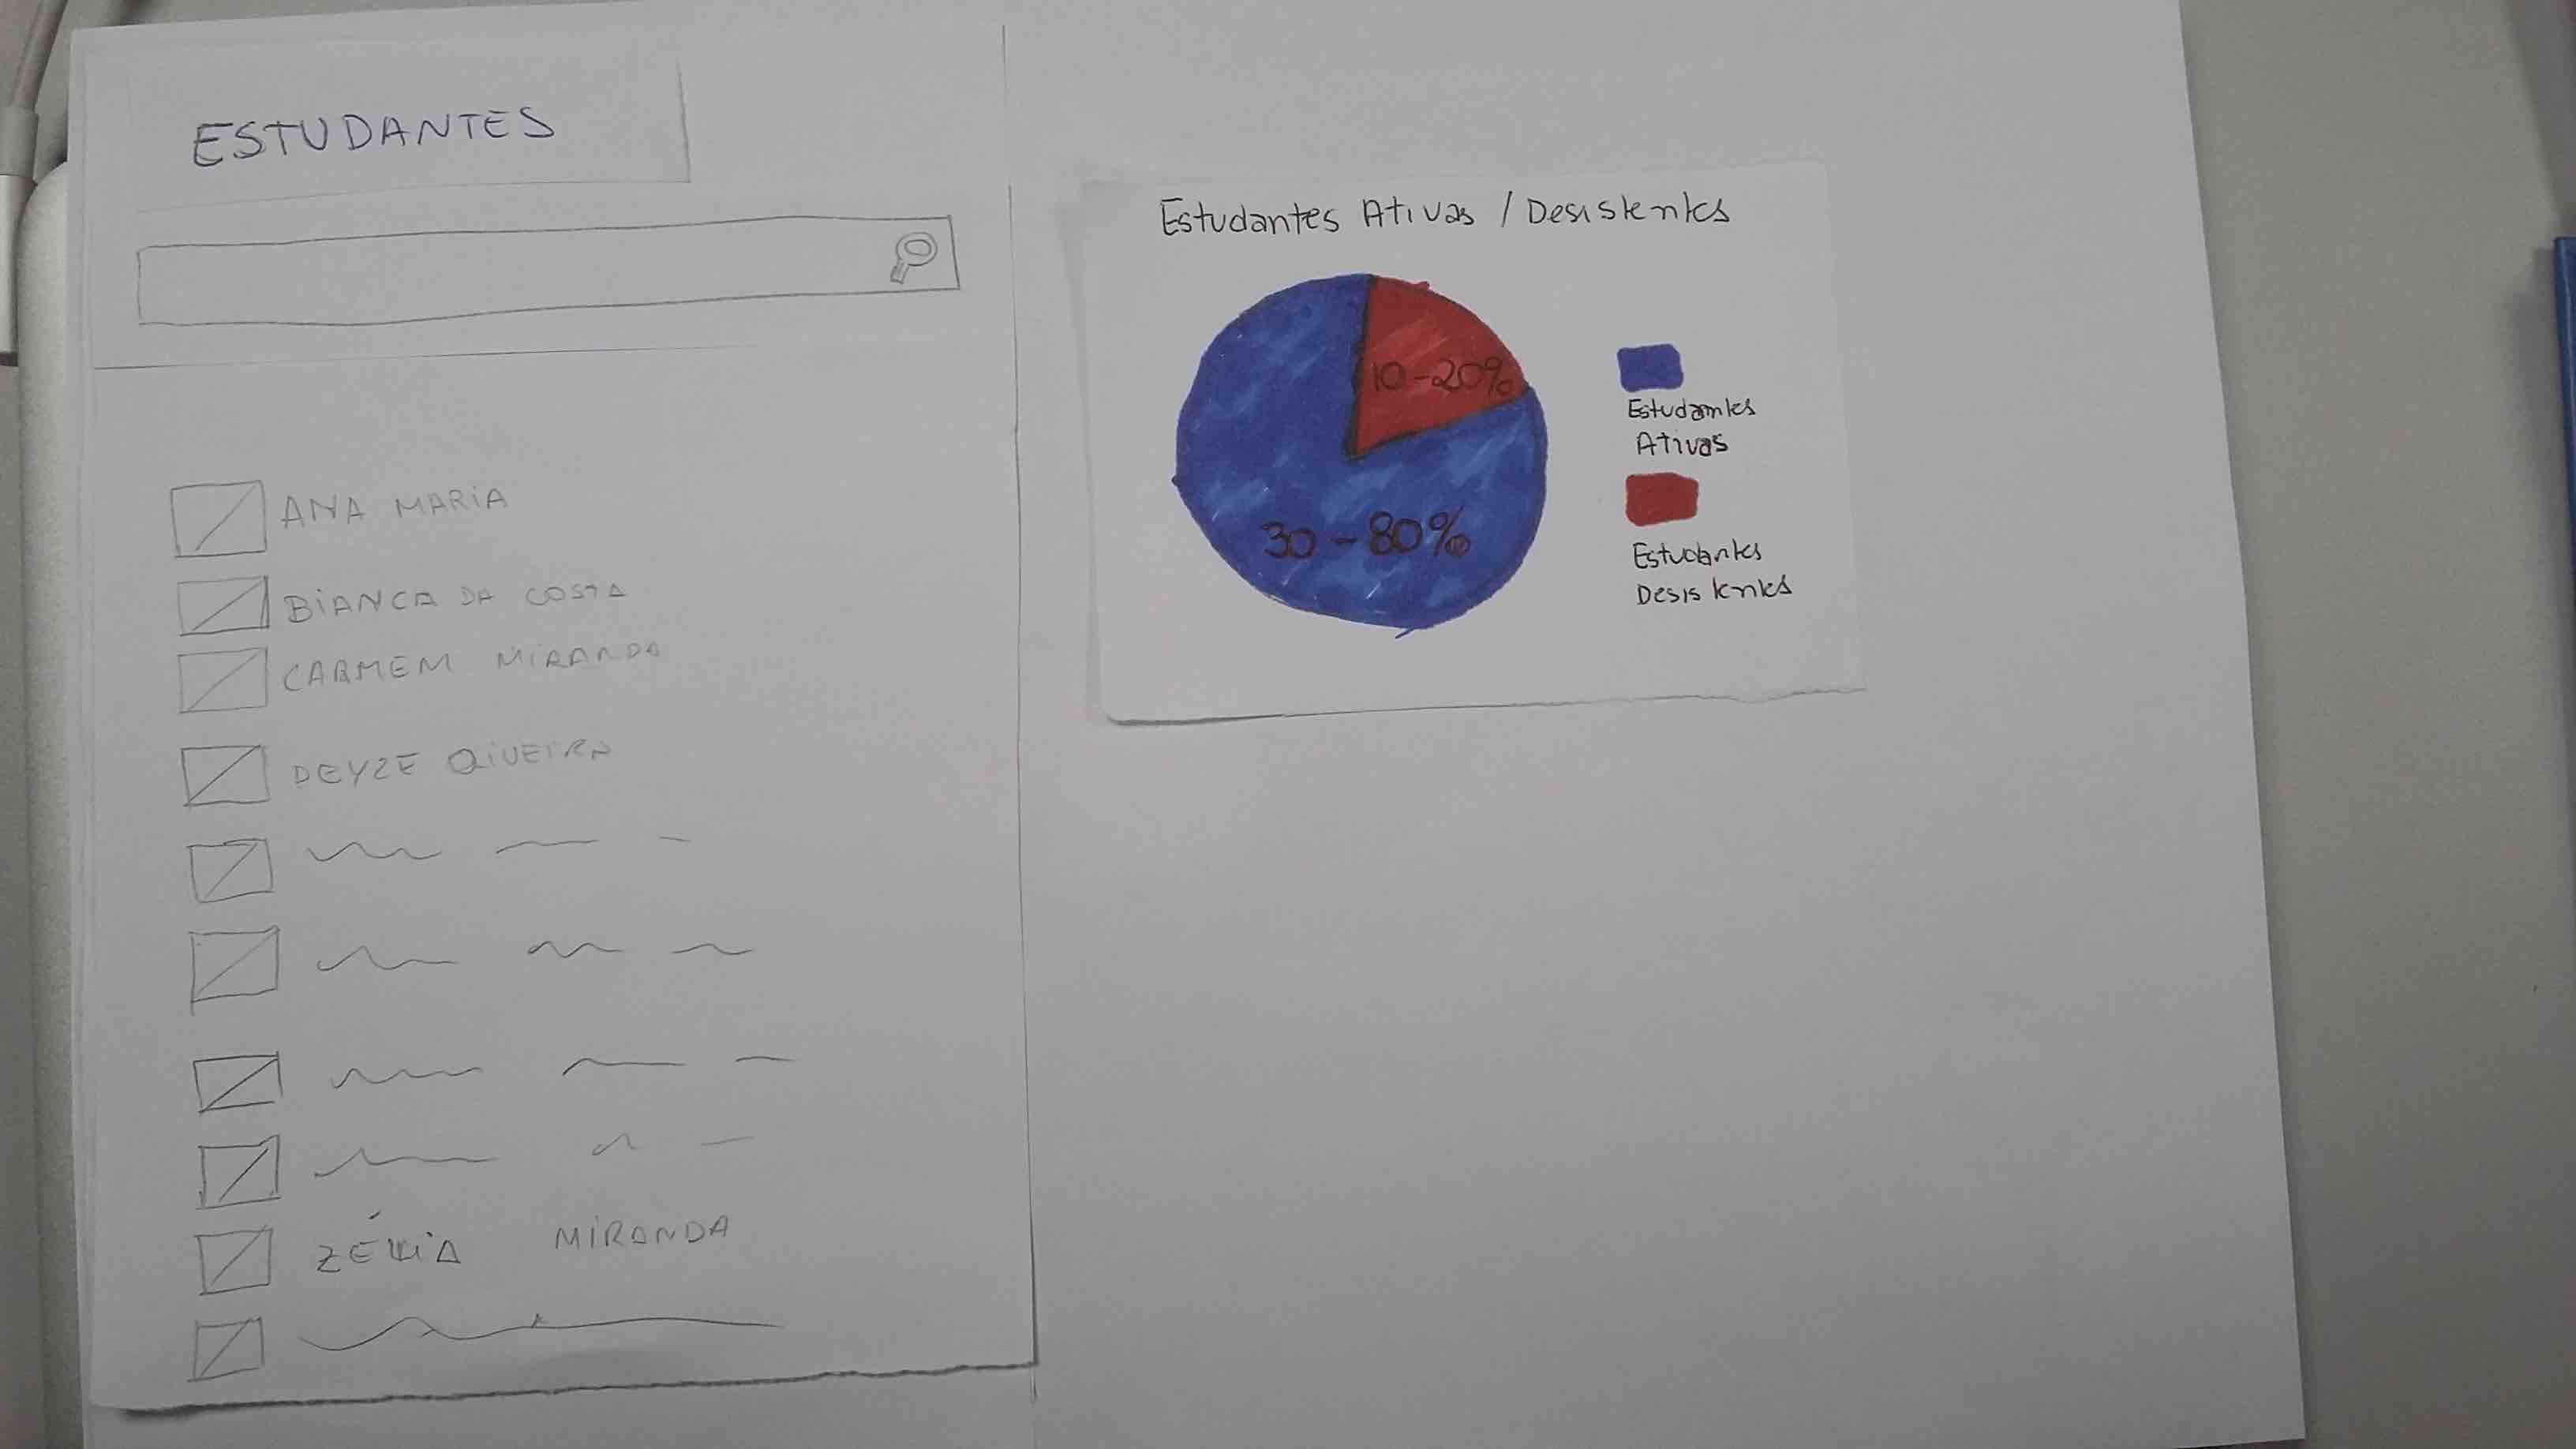 ESTUDANTES
ANA MARIA
BIANCA DA COSTA
CARMEM MIRANDA
DEYZE OLIVEIRA
ZÉLIA MIRANDA
Estudantes Ativas / Desistentes
10-20%
30-80%
Estudantes
Ativas
Estudantes
Desistentes